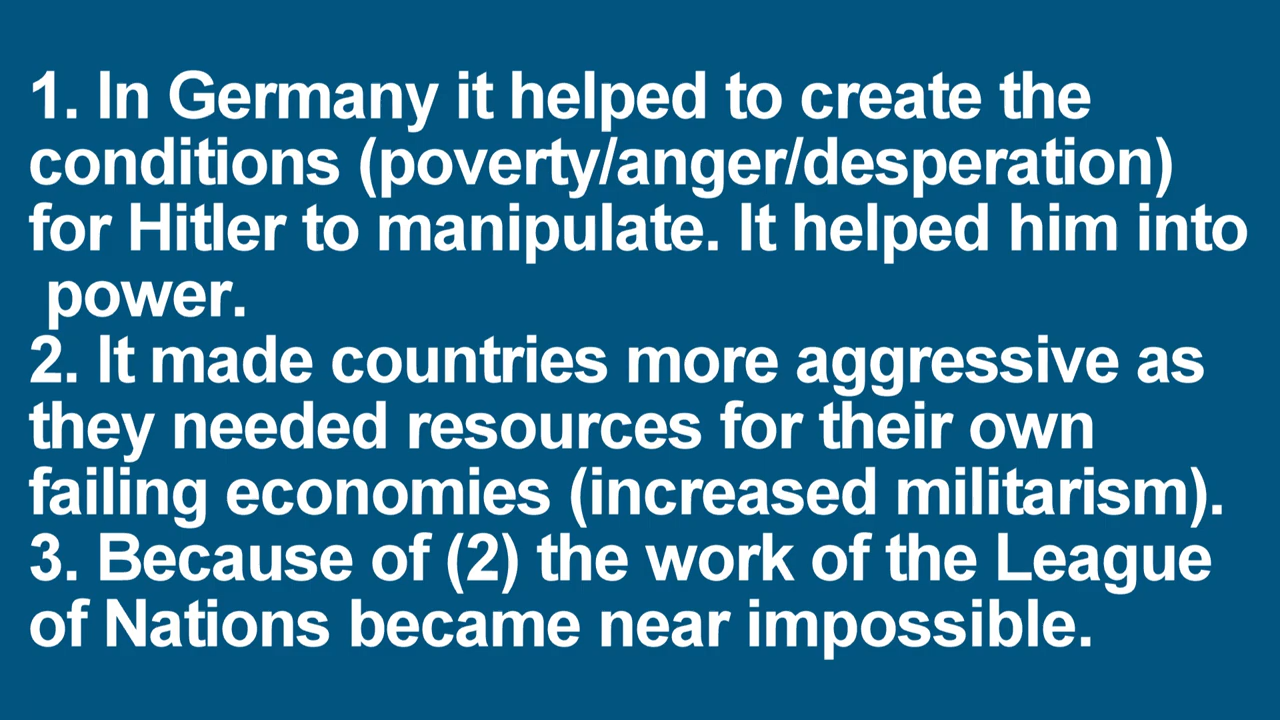 1. In Germany it helped to create the
conditions (poverty/anger/desperation)
for Hitler to manipulate. It helped him into
power.
2. It made countries more aggressive as
they needed resources for their own
failing economies (increased militarism).
3. Because of (2) the work of the League
of Nations became near impossible.